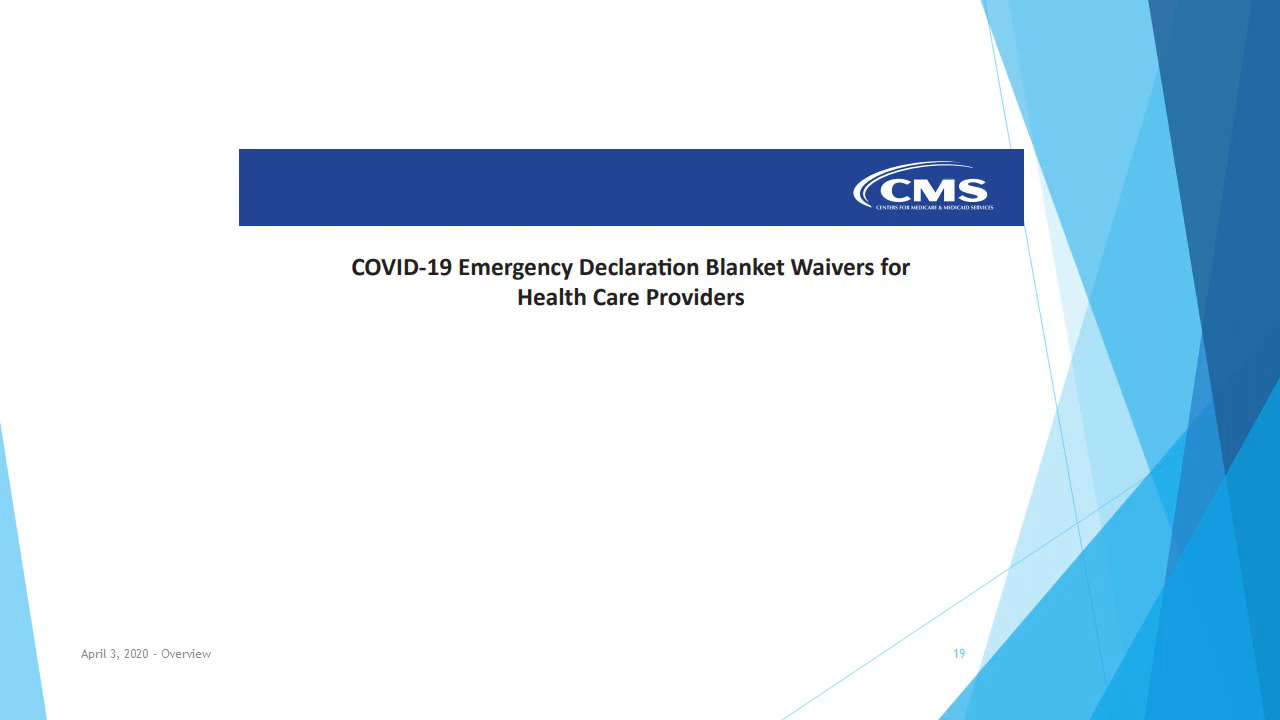 CMS
CENTERS FOR MEDICARE & MEDICAID SERVICES
COVID-19 Emergency Declaration Blanket Waivers for
Health Care Providers
April 3, 2020 - Overview
19